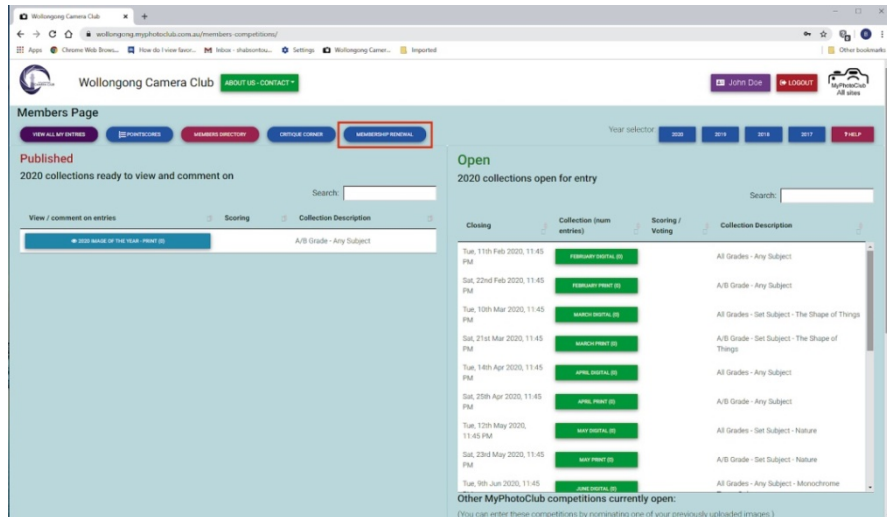 Wollongong Camera Club
wollongong.myphotoclub.com.au/members-competitions/
Apps Chrome Web Brows... How do I view favor... Inbox - shabsontou... Settings Wollongong Camer... Imported Other bookmarks
Wollongong Camera Club ABOUT US - CONTACT John Doe LOGOUT MyPhotoClub
All sites
Members Page
VIEW ALL MY ENTRIES POINTSCORES MEMBERS DIRECTORY CRITIQUE CORNER MEMBERSHIP RENEWAL Year selector: 2020 2019 2018 2017 ? HELP
Published
2020 collections ready to view and comment on
Search:
View / comment on entries Scoring Collection Description
2020 IMAGE OF THE YEAR - PRINT (0) A/B Grade - Any Subject
Open
2020 collections open for entry
Search:
Closing Collection (num entries) Scoring / Voting Collection Description
Tue, 11th Feb 2020, 11:45 PM FEBRUARY DIGITAL (0) All Grades - Any Subject
Sat, 22nd Feb 2020, 11:45 PM FEBRUARY PRINT (0) A/B Grade - Any Subject
Tue, 10th Mar 2020, 11:45 PM MARCH DIGITAL (0) All Grades - Set Subject - The Shape of Things
Sat, 21st Mar 2020, 11:45 PM MARCH PRINT (0) A/B Grade - Set Subject - The Shape of Things
Tue, 14th Apr 2020, 11:45 PM APRIL DIGITAL (0) All Grades - Any Subject
Sat, 25th Apr 2020, 11:45 PM APRIL PRINT (0) A/B Grade - Any Subject
Tue, 12th May 2020, 11:45 PM MAY DIGITAL (0) All Grades - Set Subject - Nature
Sat, 23rd May 2020, 11:45 PM MAY PRINT (0) A/B Grade - Set Subject - Nature
Tue, 9th Jun 2020, 11:45 JUNE DIGITAL (0) All Grades - Any Subject - Monochrome
Other MyPhotoClub competitions currently open:
(You can enter these competitions by nominating one of your previously uploaded images.)